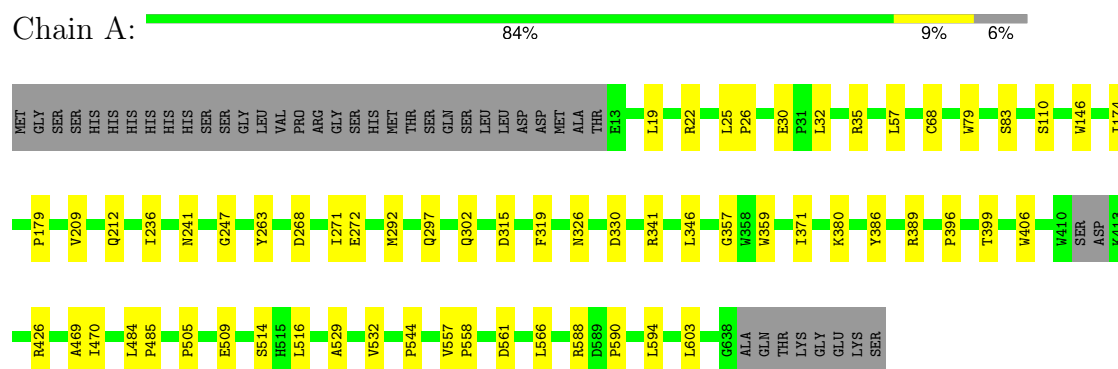 Chain A:
84% 9% 6%
MET GLY SER SER HIS HIS HIS HIS HIS HIS SER SER GLY LEU VAL PRO ARG GLY SER HIS MET THR SER GLN SER LEU LEU ASP ASP MET ALA THR E13 L19 R22 L25 P26 E30 P31 L32 R35 L57 C68 W79 S83 S110 W146 I174
P179 V209 Q212 I236 N241 G247 Y263 D268 I271 E272 M292 Q297 Q302 D315 F319 N326 D330 R341 L346 G357 W358 W359 I371 K380 Y386 R389 P396 T399 W406 W410 SER ASP K413
R426 A469 I470 L484 P485 P505 E509 S514 H515 L516 A529 V532 P544 V557 P558 D561 L566 R588 D589 P590 L594 L603 G638 ALA GLN THR LYS GLY GLU LYS SER